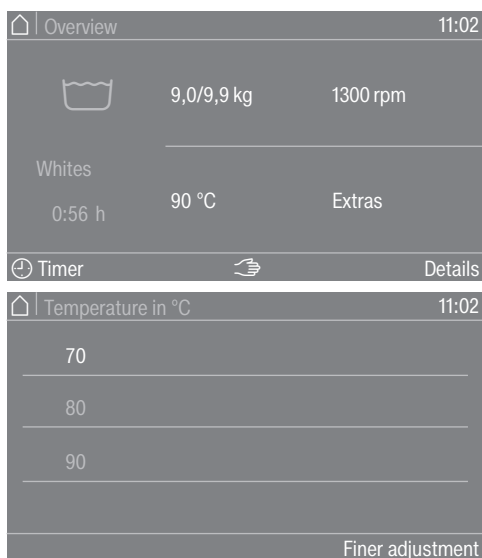 Overview 11:02
9,0/9,9 kg 1300 rpm
Whites
0:56 h
90 °C Extras
Timer Details
Temperature in °C 11:02
70
80
90
Finer adjustment